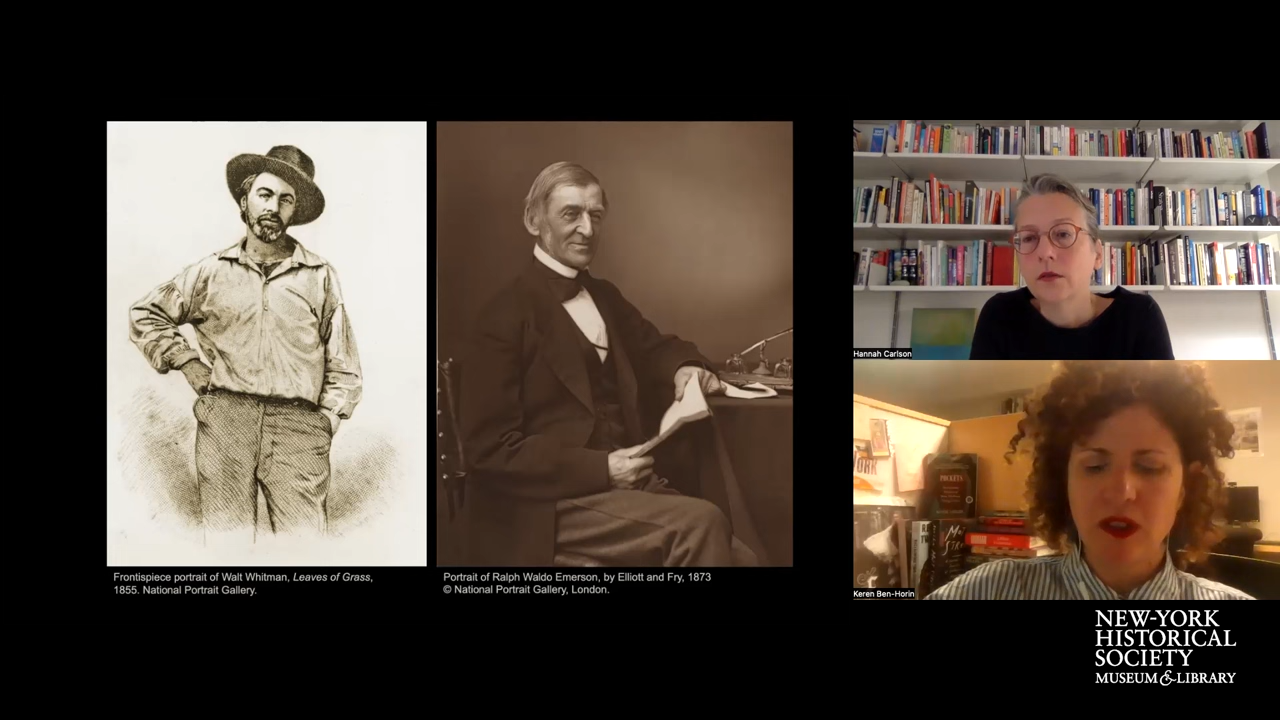 Frontispiece portrait of Walt Whitman, Leaves of Grass,
1855. National Portrait Gallery.
Portrait of Ralph Waldo Emerson, by Elliott and Fry, 1873
© National Portrait Gallery, London.
Hannah Carlson
POCKETS
Keren Ben-Horin
NEW-YORK
HISTORICAL
SOCIETY
MUSEUM & LIBRARY